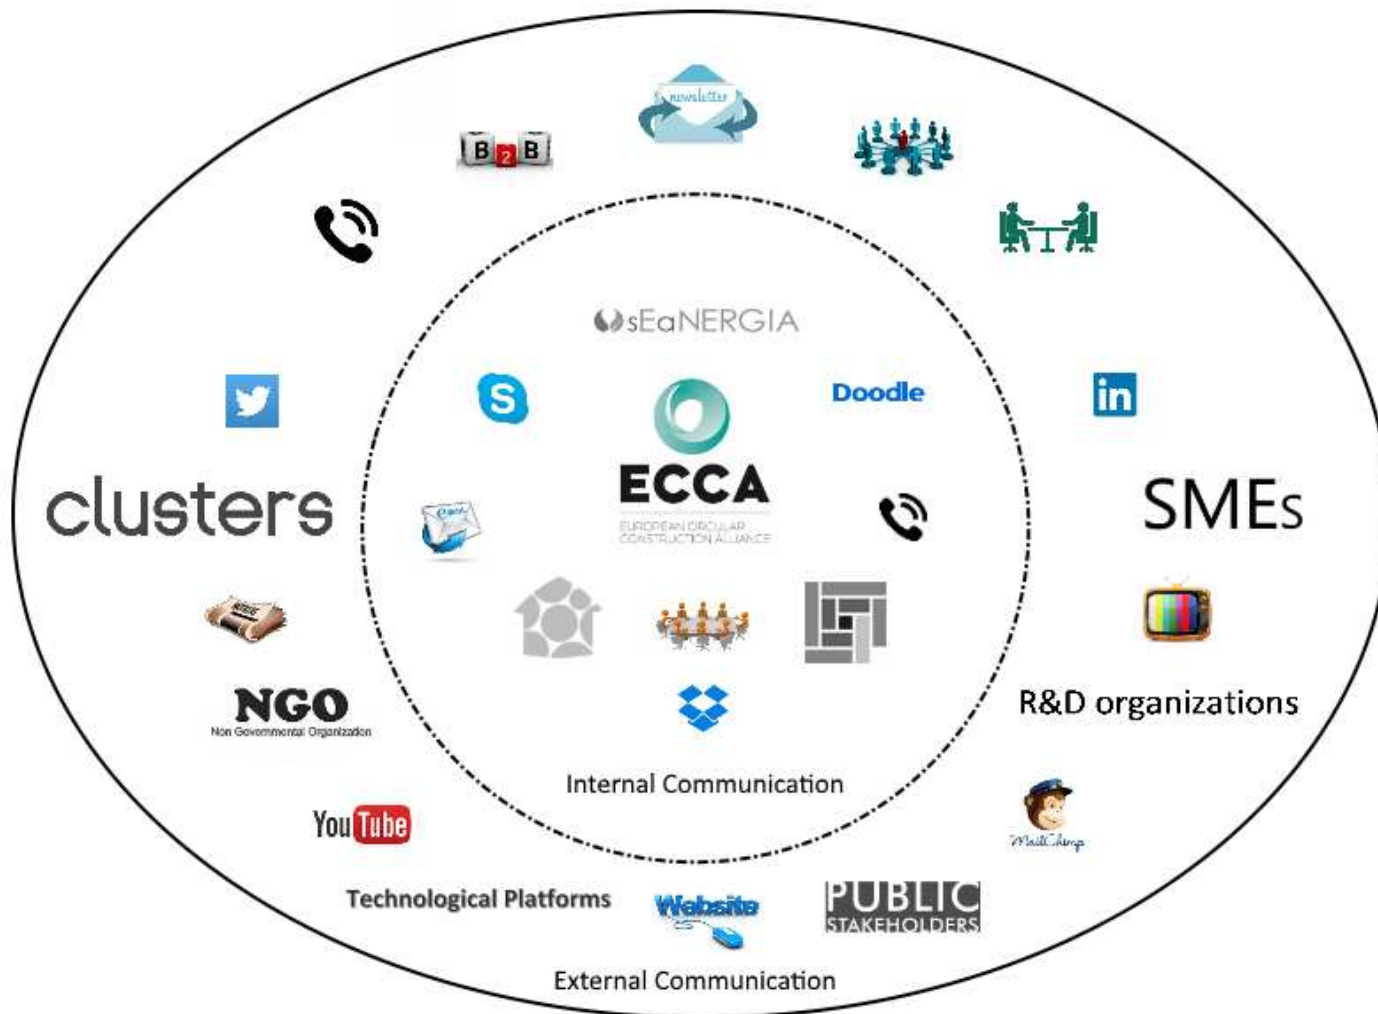 newsletter
B2B
sEaNERGIA
S
Doodle
in
ECCA
EUROPEAN CIRCULAR
CONSTRUCTION ALLIANCE
clusters
SMEs
NGO
Non Governmental Organization
R&D organizations
Internal Communication
YouTube
MailChimp
Technological Platforms
Website
PUBLIC
STAKEHOLDERS
External Communication